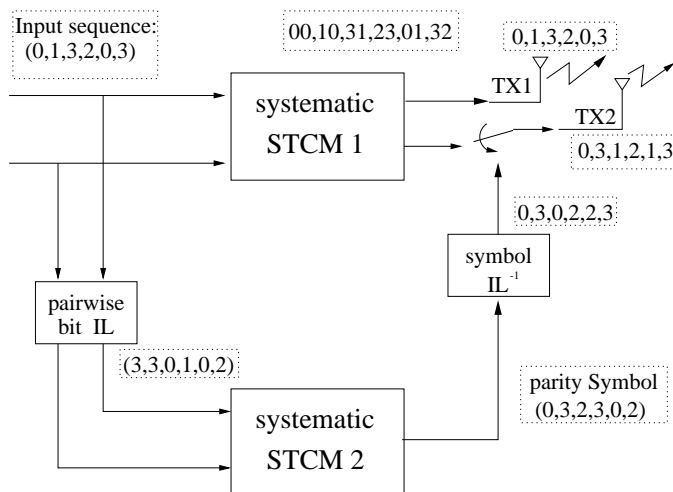 Input sequence:
(0,1,3,2,0,3)
00,10,31,23,01,32
0,1,3,2,0,3
systematic
STCM 1
TX1
TX2
0,3,1,2,1,3
0,3,0,2,2,3
symbol
IL⁻¹
pairwise
bit IL
(3,3,0,1,0,2)
systematic
STCM 2
parity Symbol
(0,3,2,3,0,2)